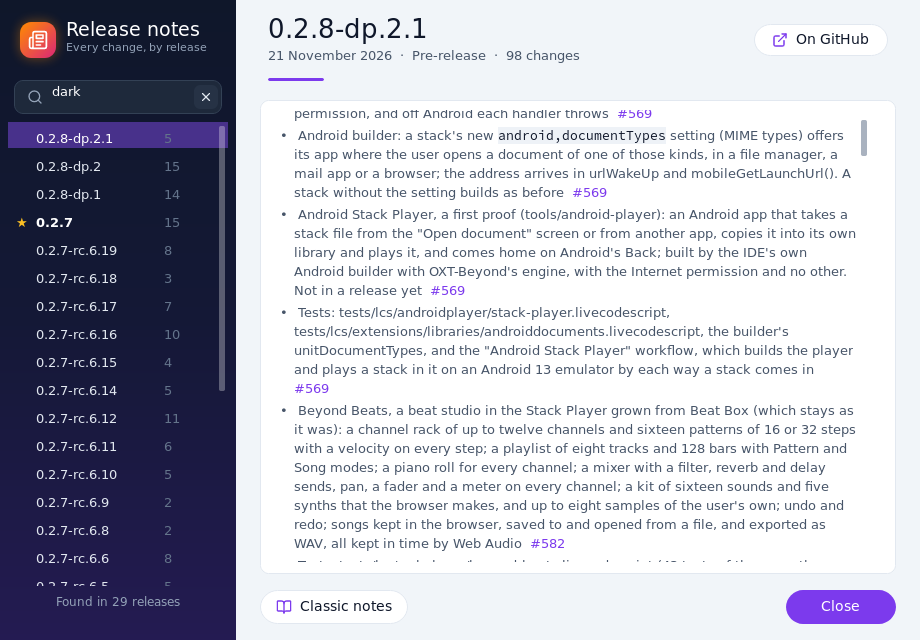 Release notes
Every change, by release
dark
0.2.8-dp.2.1 5
0.2.8-dp.2 15
0.2.8-dp.1 14
★ 0.2.7 15
0.2.7-rc.6.19 8
0.2.7-rc.6.18 3
0.2.7-rc.6.17 7
0.2.7-rc.6.16 10
0.2.7-rc.6.15 4
0.2.7-rc.6.14 5
0.2.7-rc.6.12 11
0.2.7-rc.6.11 6
0.2.7-rc.6.10 5
0.2.7-rc.6.9 2
0.2.7-rc.6.8 2
0.2.7-rc.6.6 8
0.2.7-rc.6.5 5
Found in 29 releases
0.2.8-dp.2.1
21 November 2026 · Pre-release · 98 changes
On GitHub
permission, and off Android each handler throws #569
• Android builder: a stack's new android,documentTypes setting (MIME types) offers
its app where the user opens a document of one of those kinds, in a file manager, a
mail app or a browser; the address arrives in urlWakeUp and mobileGetLaunchUrl(). A
stack without the setting builds as before #569
• Android Stack Player, a first proof (tools/android-player): an Android app that takes a
stack file from the "Open document" screen or from another app, copies it into its own
library and plays it, and comes home on Android's Back; built by the IDE's own
Android builder with OXT-Beyond's engine, with the Internet permission and no other.
Not in a release yet #569
• Tests: tests/lcs/androidplayer/stack-player.livecodescript,
tests/lcs/extensions/libraries/androiddocuments.livecodescript, the builder's
unitDocumentTypes, and the "Android Stack Player" workflow, which builds the player
and plays a stack in it on an Android 13 emulator by each way a stack comes in
#569
• Beyond Beats, a beat studio in the Stack Player grown from Beat Box (which stays as
it was): a channel rack of up to twelve channels and sixteen patterns of 16 or 32 steps
with a velocity on every step; a playlist of eight tracks and 128 bars with Pattern and
Song modes; a piano roll for every channel; a mixer with a filter, reverb and delay
sends, pan, a fader and a meter on every channel; a kit of sixteen sounds and five
synths that the browser makes, and up to eight samples of the user's own; undo and
redo; songs kept in the browser, saved to and opened from a file, and exported as
WAV, all kept in time by Web Audio #582
Classic notes
Close